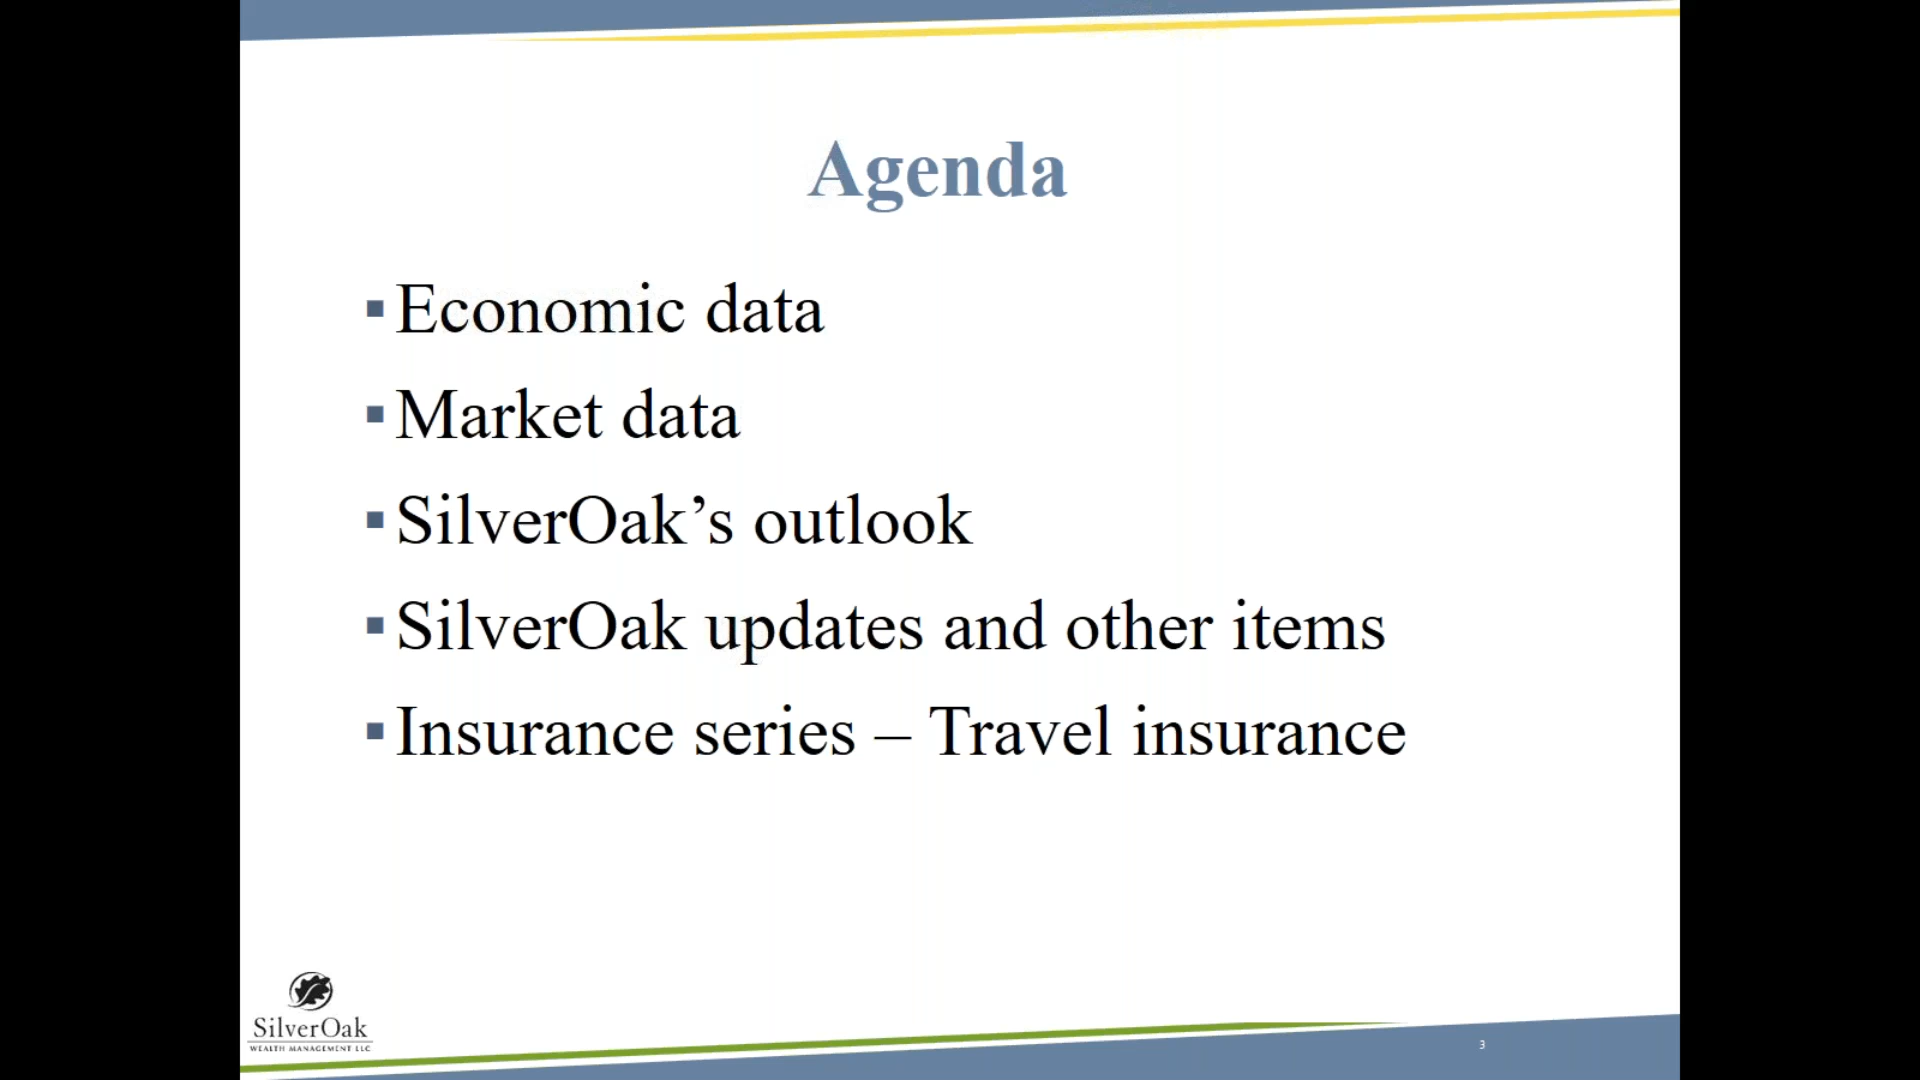 Agenda
▪Economic data
▪Market data
▪SilverOak’s outlook
▪SilverOak updates and other items
▪Insurance series – Travel insurance
SilverOak
WEALTH MANAGEMENT LLC
3